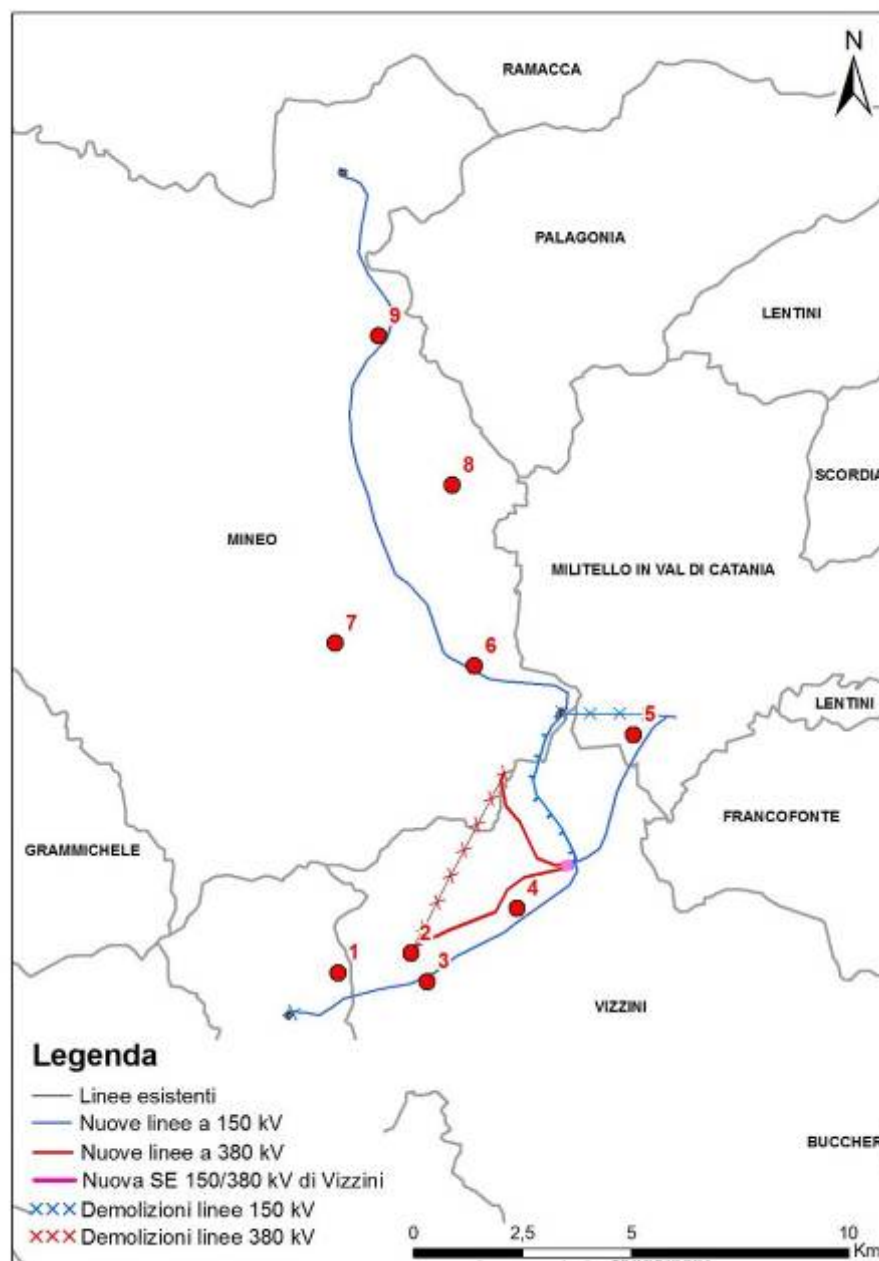 N
RAMACCA
PALAGONIA
LENTINI
9
8
SCORDIA
MINEO
MILITELLO IN VAL DI CATANIA
7
6
LENTINI
5
FRANCOFONTE
GRAMMICHELE
4
2
1
3
VIZZINI
Legenda
Linee esistenti
Nuove linee a 150 kV
Nuove linee a 380 kV
BUCCHER
Nuova SE 150/380 kV di Vizzini
Demolizioni linee 150 kV
Demolizioni linee 380 kV
0 2,5 5 10
Km